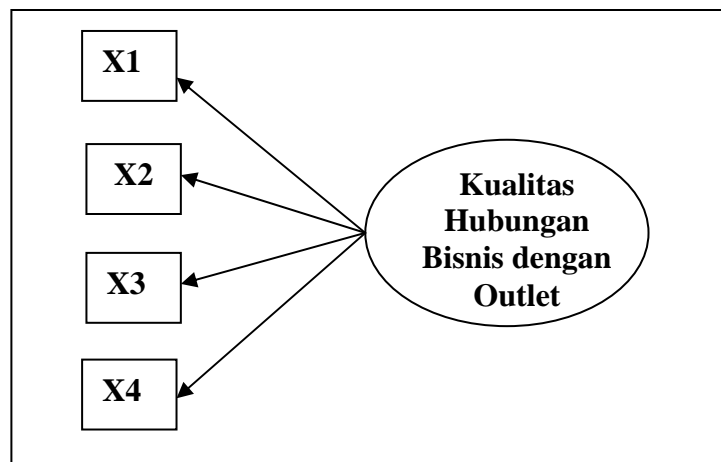 X1
X2
Kualitas
Hubungan
Bisnis dengan
Outlet
X3
X4